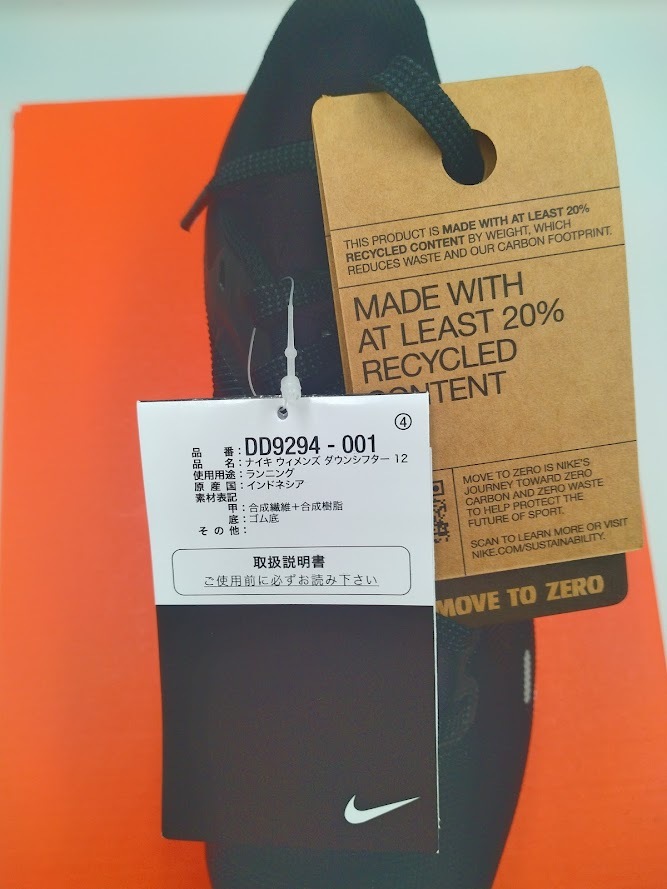 THIS PRODUCT IS MADE WITH AT LEAST 20%
RECYCLED CONTENT BY WEIGHT, WHICH
REDUCES WASTE AND OUR CARBON FOOTPRINT.
MADE WITH
AT LEAST 20%
RECYCLED
CONTENT
MOVE TO ZERO IS NIKE'S
JOURNEY TOWARD ZERO
CARBON AND ZERO WASTE
TO HELP PROTECT THE
FUTURE OF SPORT.
SCAN TO LEARN MORE OR VISIT
NIKE.COM/SUSTAINABILITY.
MOVE TO ZERO
④
品 番:DD9294 - 001
品 名:ナイキ ウィメンズ ダウンシフター 12
使用用途:ランニング
原 産 国:インドネシア
素材表記
甲:合成繊維+合成樹脂
底:ゴム底
そ の 他:
取扱説明書
ご使用前に必ずお読み下さい